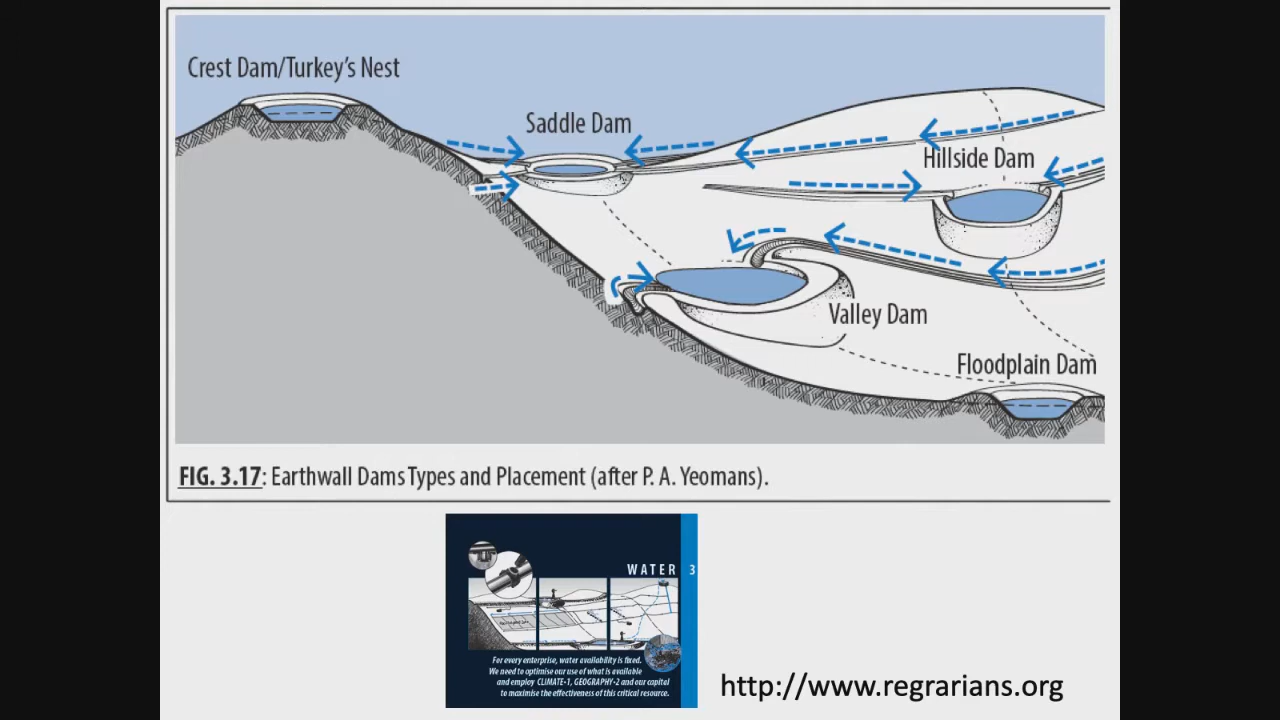 Crest Dam/Turkey's Nest
Saddle Dam
Hillside Dam
Valley Dam
Floodplain Dam
FIG. 3.17: Earthwall Dams Types and Placement (after P. A. Yeomans).
WATER 3
For every enterprise, water availability is fixed.
We need to optimise our use of what is available
and employ CLIMATE-1, GEOGRAPHY-2 and our capital
to maximise the effectiveness of this critical resource.
http://www.regrarians.org